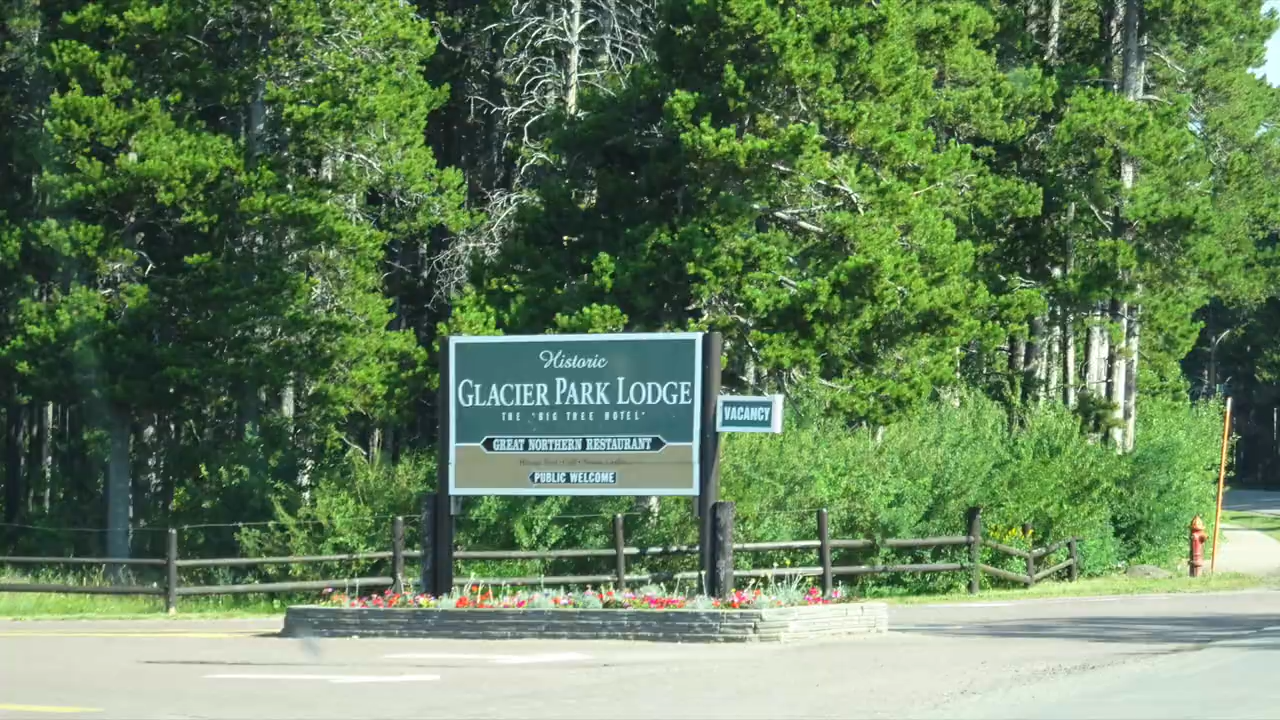 Historic
GLACIER PARK LODGE
THE "BIG TREE HOTEL"
VACANCY
GREAT NORTHERN RESTAURANT
PUBLIC WELCOME